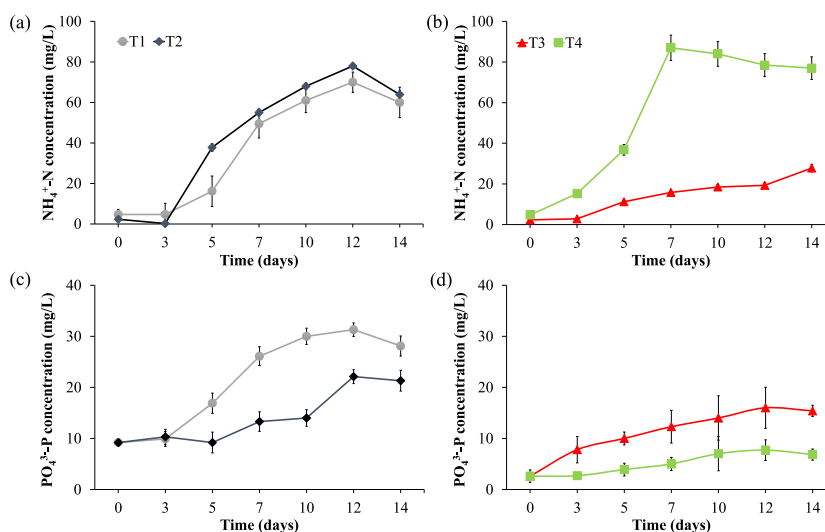 (a)
NH₄⁺-N concentration (mg/L)
100
80
60
40
20
0
T1 T2
0 3 5 7 10 12 14
Time (days)
(b)
NH₄⁺-N concentration (mg/L)
100
80
60
40
20
0
T3 T4
0 3 5 7 10 12 14
Time (days)
(c)
PO₄³-P concentration (mg/L)
40
30
20
10
0
0 3 5 7 10 12 14
Time (days)
(d)
PO₄³-P concentration (mg/L)
40
30
20
10
0
0 3 5 7 10 12 14
Time (days)